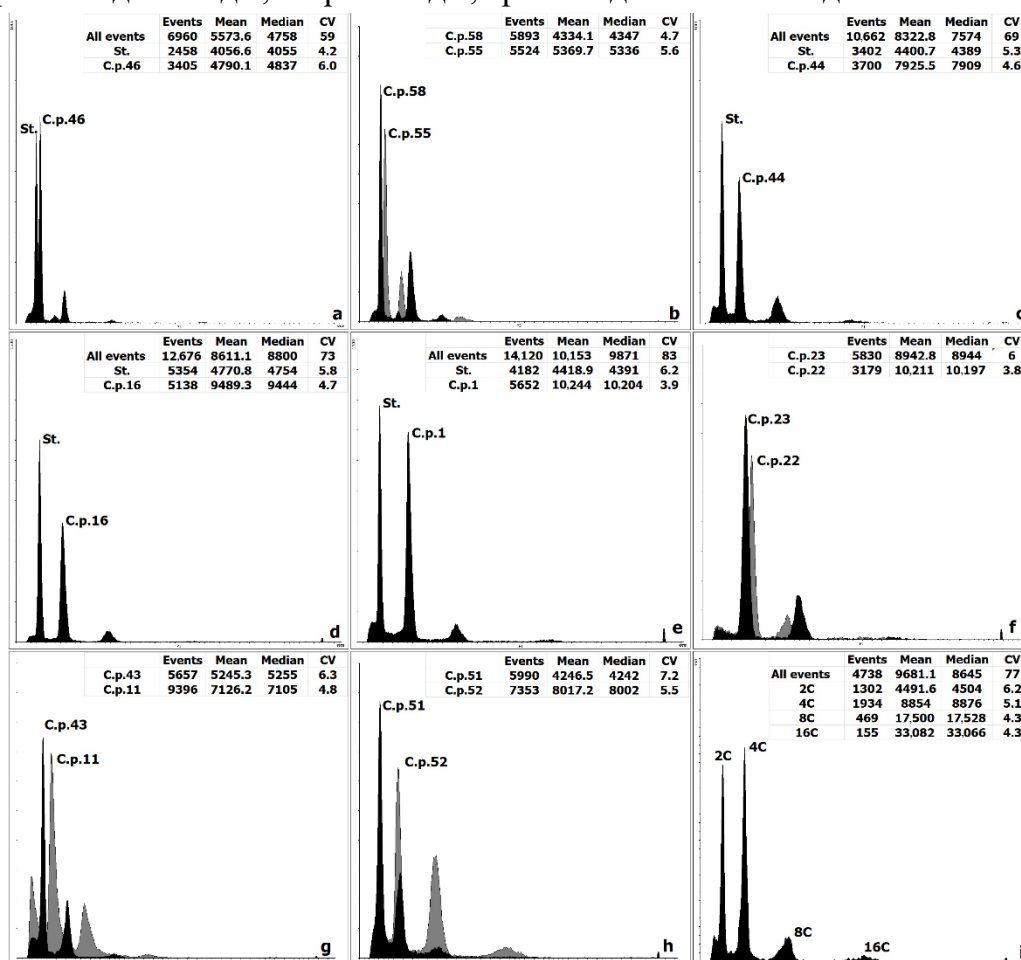 Events Mean Median CV
All events 6960 5573.6 4758 59
St. 2458 4056.6 4055 4.2
C.p.46 3405 4790.1 4837 6.0
St.
C.p.46
a
Events Mean Median CV
C.p.58 5893 4334.1 4347 4.7
C.p.55 5524 5369.7 5336 5.6
C.p.58
C.p.55
b
Events Mean Median CV
All events 10,662 8322.8 7574 69
St. 3402 4400.7 4389 5.3
C.p.44 3700 7925.5 7909 4.6
St.
C.p.44
Events Mean Median CV
All events 12,676 8611.1 8800 73
St. 5354 4770.8 4754 5.8
C.p.16 5138 9489.3 9444 4.7
St.
C.p.16
d
Events Mean Median CV
All events 14,120 10,153 9871 83
St. 4182 4418.9 4391 6.2
C.p.1 5652 10,244 10,204 3.9
St.
C.p.1
e
Events Mean Median CV
C.p.23 5830 8942.8 8944 6
C.p.22 3179 10,211 10,197 3.8
C.p.23
C.p.22
f
Events Mean Median CV
C.p.43 5657 5245.3 5255 6.3
C.p.11 9396 7126.2 7105 4.8
C.p.43
C.p.11
g
Events Mean Median CV
C.p.51 5990 4246.5 4242 7.2
C.p.52 7353 8017.2 8002 5.5
C.p.51
C.p.52
h
Events Mean Median CV
All events 4738 9681.1 8645 77
2C 1302 4491.6 4504 6.2
4C 1934 8854 8876 5.1
8C 469 17,500 17,528 4.3
16C 155 33,082 33,066 4.3
2C
4C
8C
16C